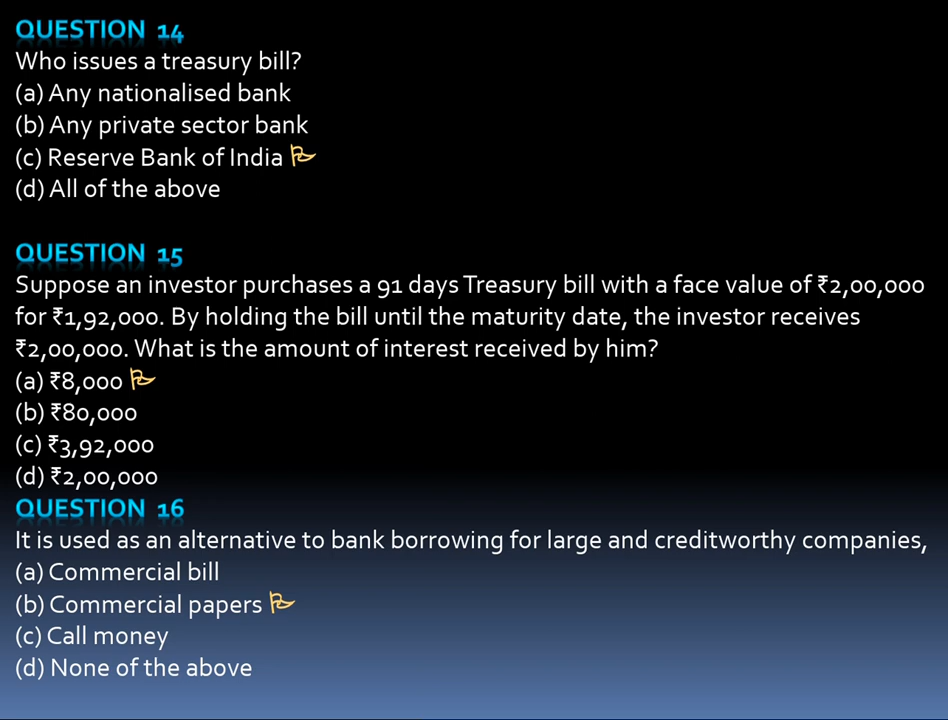 QUESTION 14
Who issues a treasury bill?
(a) Any nationalised bank
(b) Any private sector bank
(c) Reserve Bank of India
(d) All of the above
QUESTION 15
Suppose an investor purchases a 91 days Treasury bill with a face value of ₹2,00,000
for ₹1,92,000. By holding the bill until the maturity date, the investor receives
₹2,00,000. What is the amount of interest received by him?
(a) ₹8,000
(b) ₹80,000
(c) ₹3,92,000
(d) ₹2,00,000
QUESTION 16
It is used as an alternative to bank borrowing for large and creditworthy companies,
(a) Commercial bill
(b) Commercial papers
(c) Call money
(d) None of the above